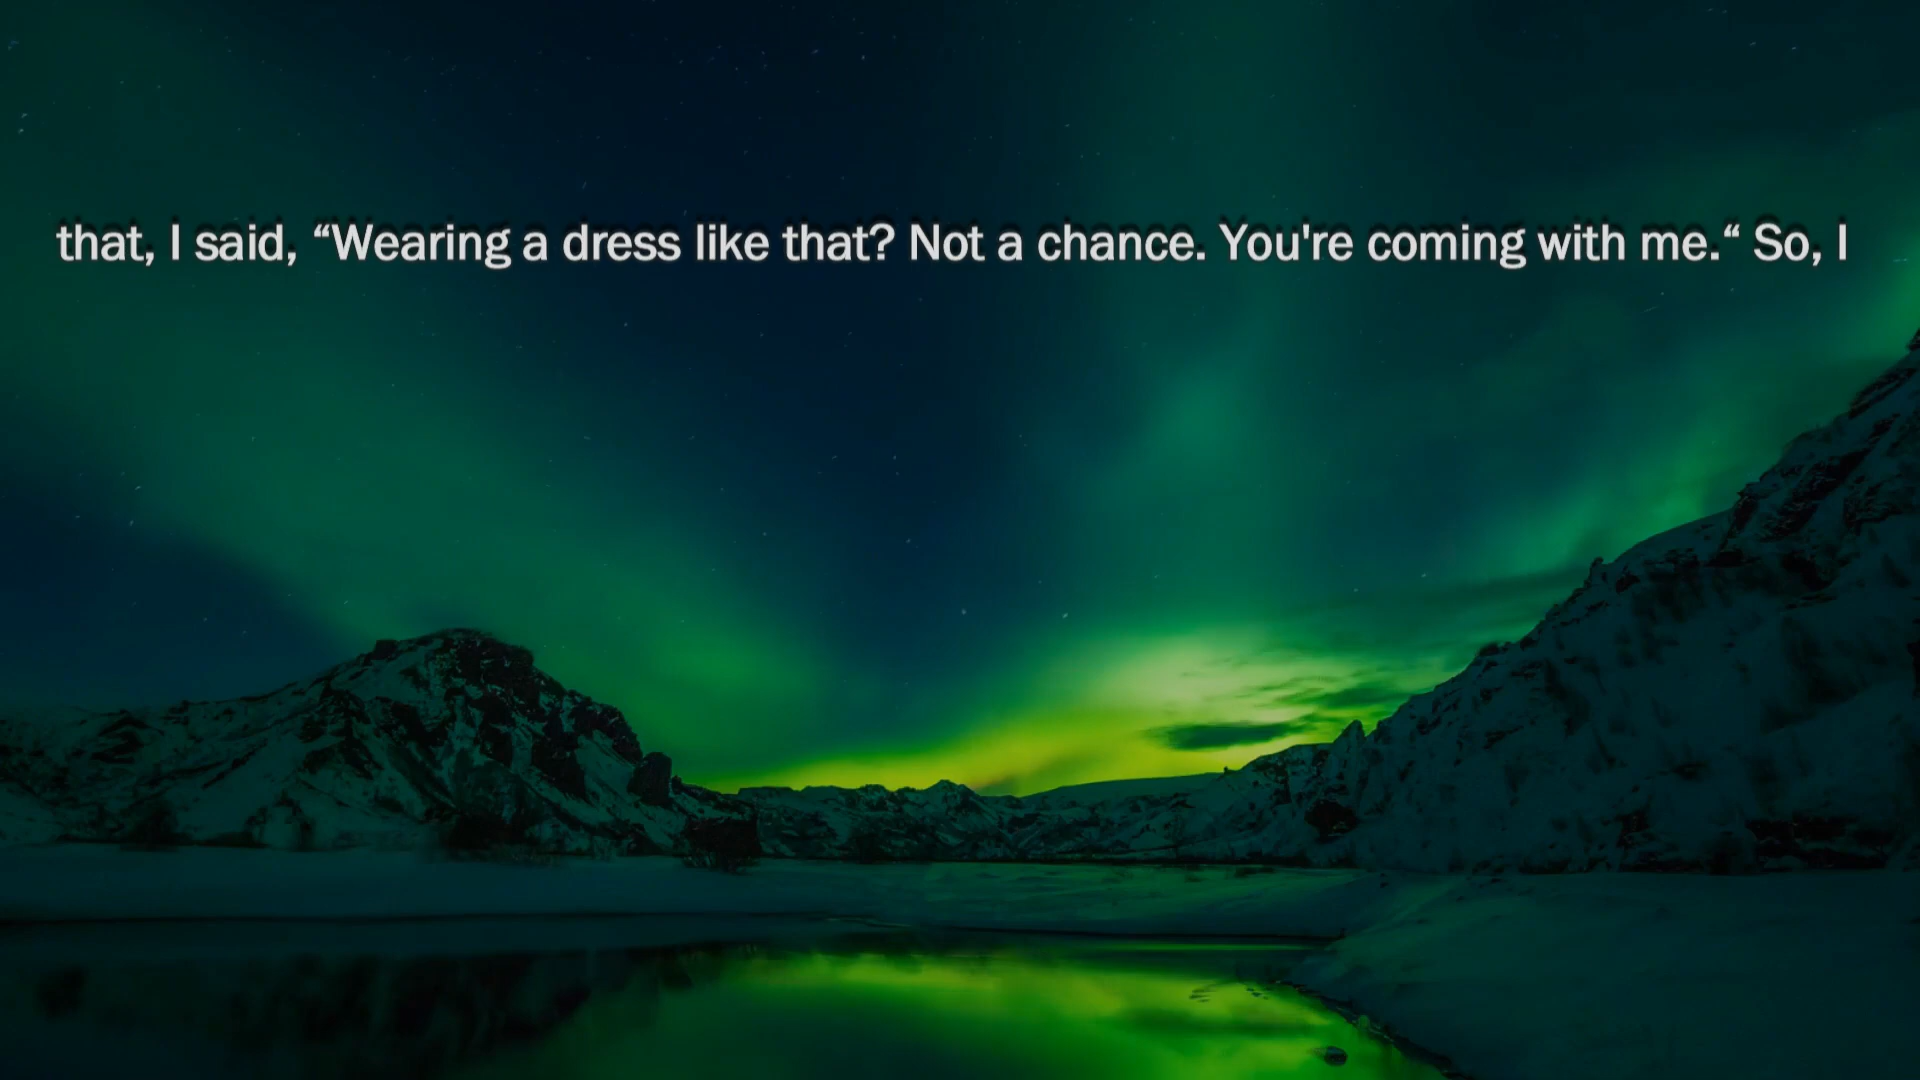 that, I said, “Wearing a dress like that? Not a chance. You're coming with me.“ So, I